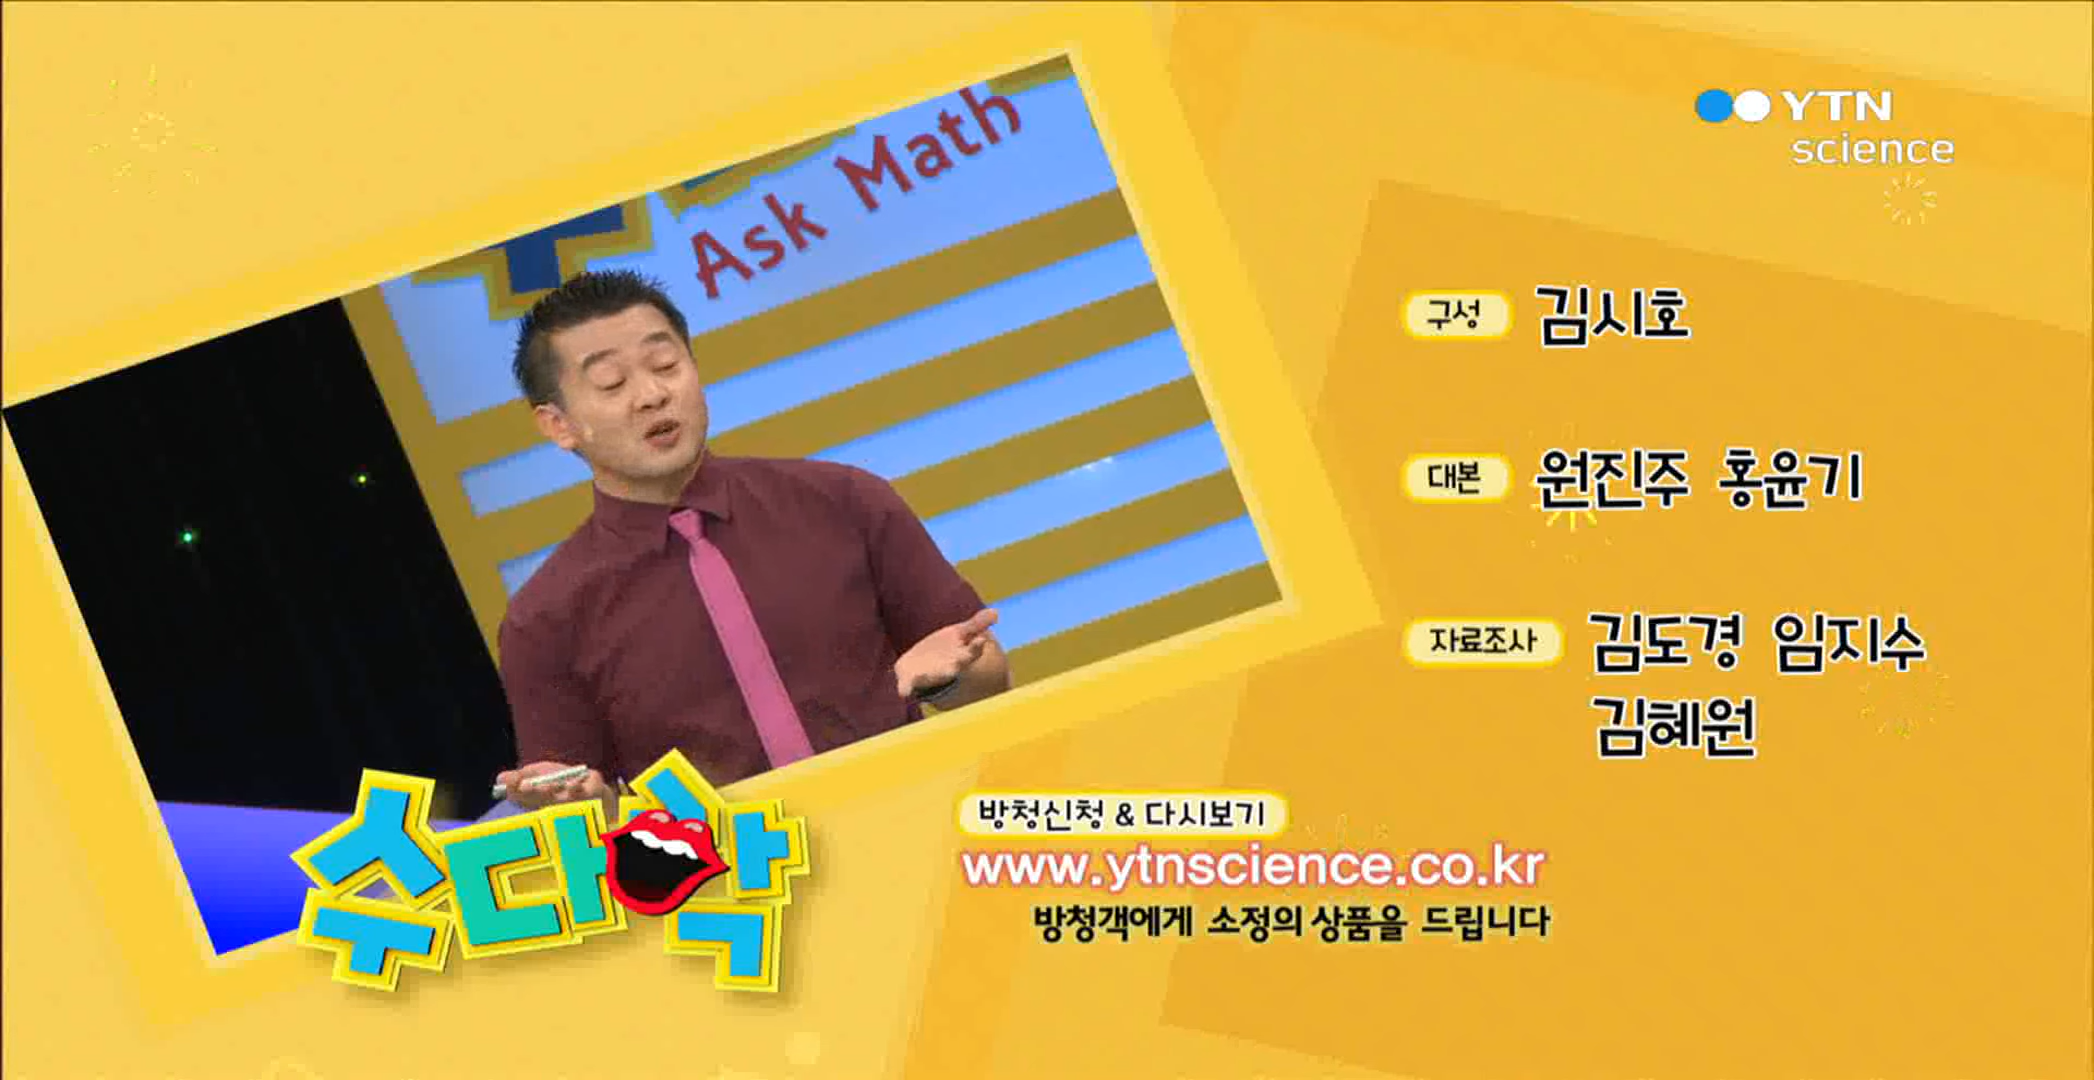 Ask Math
YTN
science
구성 김시호
대본 원진주 홍윤기
자료조사 김도경 임지수
김혜원
수다학
방청신청 & 다시보기
www.ytnscience.co.kr
방청객에게 소정의 상품을 드립니다